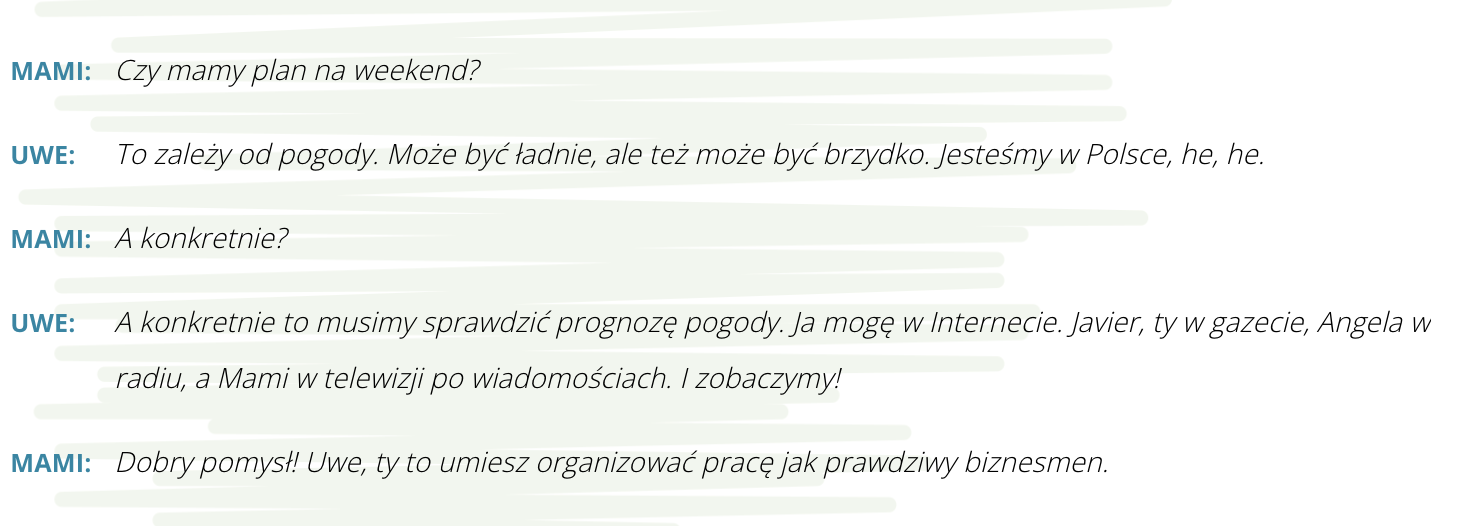 MAMI: Czy mamy plan na weekend?
UWE: To zależy od pogody. Może być ładnie, ale też może być brzydko. Jesteśmy w Polsce, he, he.
MAMI: A konkretnie?
UWE: A konkretnie to musimy sprawdzić prognozę pogody. Ja mogę w Internecie. Javier, ty w gazecie, Angela w
radiu, a Mami w telewizji po wiadomościach. I zobaczymy!
MAMI: Dobry pomysł! Uwe, ty to umiesz organizować pracę jak prawdziwy biznesmen.